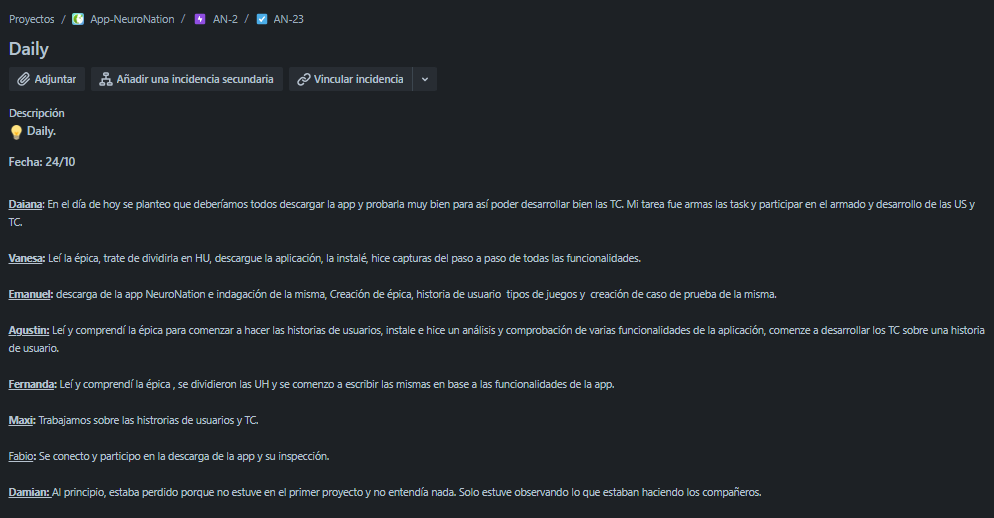 Proyectos / App-NeuroNation / AN-2 / AN-23
Daily
Adjuntar Añadir una incidencia secundaria Vincular incidencia
Descripción
Daily.
Fecha: 24/10
Daiana: En el día de hoy se planteo que deberíamos todos descargar la app y probarla muy bien para así poder desarrollar bien las TC. Mi tarea fue armas las task y participar en el armado y desarrollo de las US y
TC.
Vanesa: Leí la épica, trate de dividirla en HU, descargue la aplicación, la instalé, hice capturas del paso a paso de todas las funcionalidades.
Emanuel: descarga de la app NeuroNation e indagación de la misma, Creación de épica, historia de usuario tipos de juegos y creación de caso de prueba de la misma.
Agustin: Leí y comprendí la épica para comenzar a hacer las historias de usuarios, instale e hice un análisis y comprobación de varias funcionalidades de la aplicación, comenze a desarrollar los TC sobre una historia
de usuario.
Fernanda: Leí y comprendí la épica , se dividieron las UH y se comenzo a escribir las mismas en base a las funcionalidades de la app.
Maxi: Trabajamos sobre las histrorias de usuarios y TC.
Fabio: Se conecto y participo en la descarga de la app y su inspección.
Damian: Al principio, estaba perdido porque no estuve en el primer proyecto y no entendía nada. Solo estuve observando lo que estaban haciendo los compañeros.